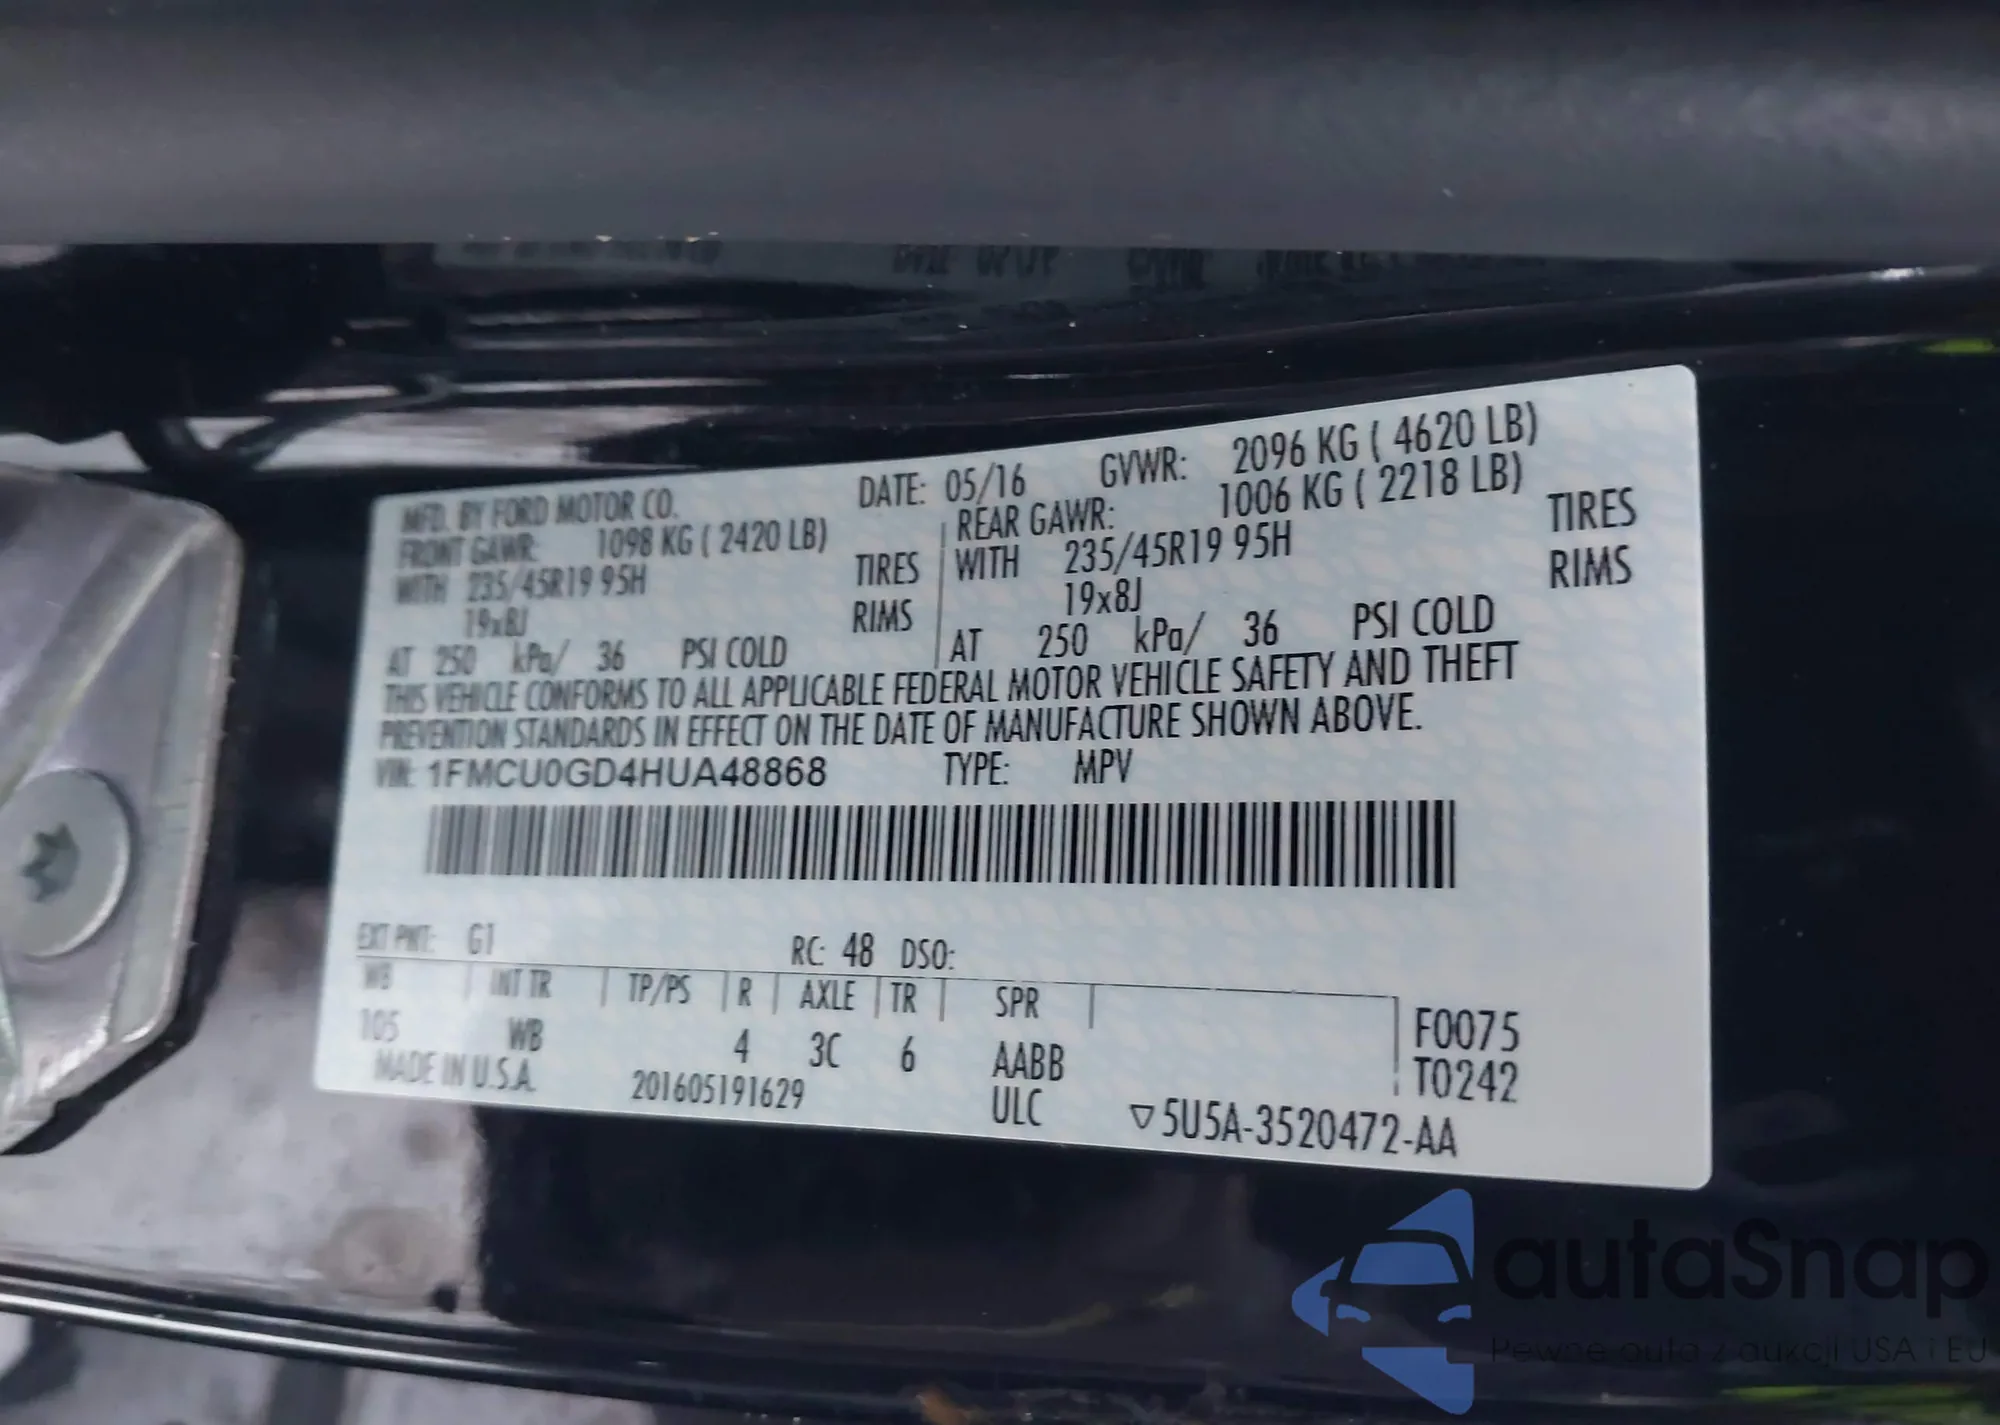 MFD. BY FORD MOTOR CO. DATE: 05/16 GVWR: 2096 KG ( 4620 LB)
FRONT GAWR: 1098 KG ( 2420 LB) REAR GAWR: 1006 KG ( 2218 LB)
WITH 235/45R19 95H TIRES WITH 235/45R19 95H TIRES
19x8J RIMS 19x8J RIMS
AT 250 kPa/ 36 PSI COLD AT 250 kPa/ 36 PSI COLD
THIS VEHICLE CONFORMS TO ALL APPLICABLE FEDERAL MOTOR VEHICLE SAFETY AND THEFT
PREVENTION STANDARDS IN EFFECT ON THE DATE OF MANUFACTURE SHOWN ABOVE.
VIN: 1FMCU0GD4HUA48868 TYPE: MPV
EXT PNT: G1 RC: 48 DSO:
WB INT TR TP/PS R AXLE TR SPR
105 WB 4 3C 6 AABB F0075
MADE IN U.S.A. 201605191629 ULC T0242
▽5U5A-3520472-AA
autaSnap
Pewne auta z aukcji USA i EU